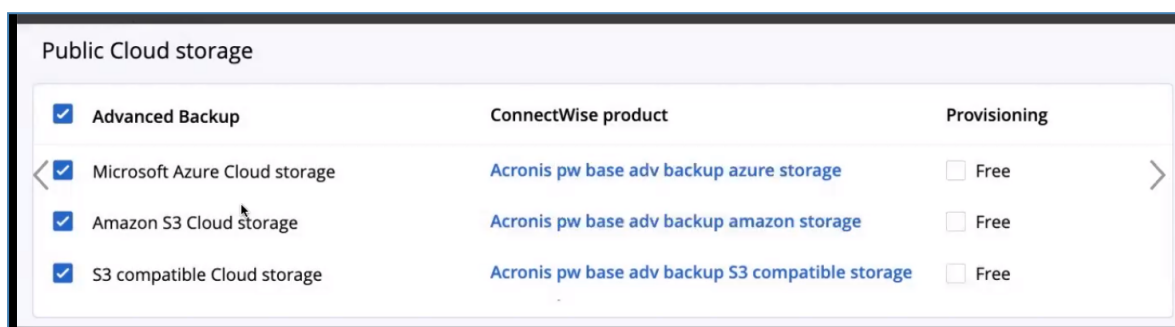 Public Cloud storage
Advanced Backup ConnectWise product Provisioning
Microsoft Azure Cloud storage Acronis pw base adv backup azure storage Free
Amazon S3 Cloud storage Acronis pw base adv backup amazon storage Free
S3 compatible Cloud storage Acronis pw base adv backup S3 compatible storage Free